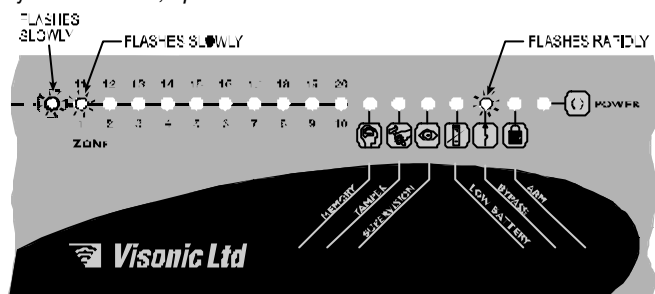 FLASHES SLOWLY
FLASHES SLOWLY
FLASHES RAPIDLY
11 12 13 14 15 16 17 18 19 20
1 2 3 4 5 6 7 8 9 10
POWER
ZONE
MEMORY
TAMPER
SUPERVISION
LOW BATTERY
BYPASS
ARM
Visonic Ltd